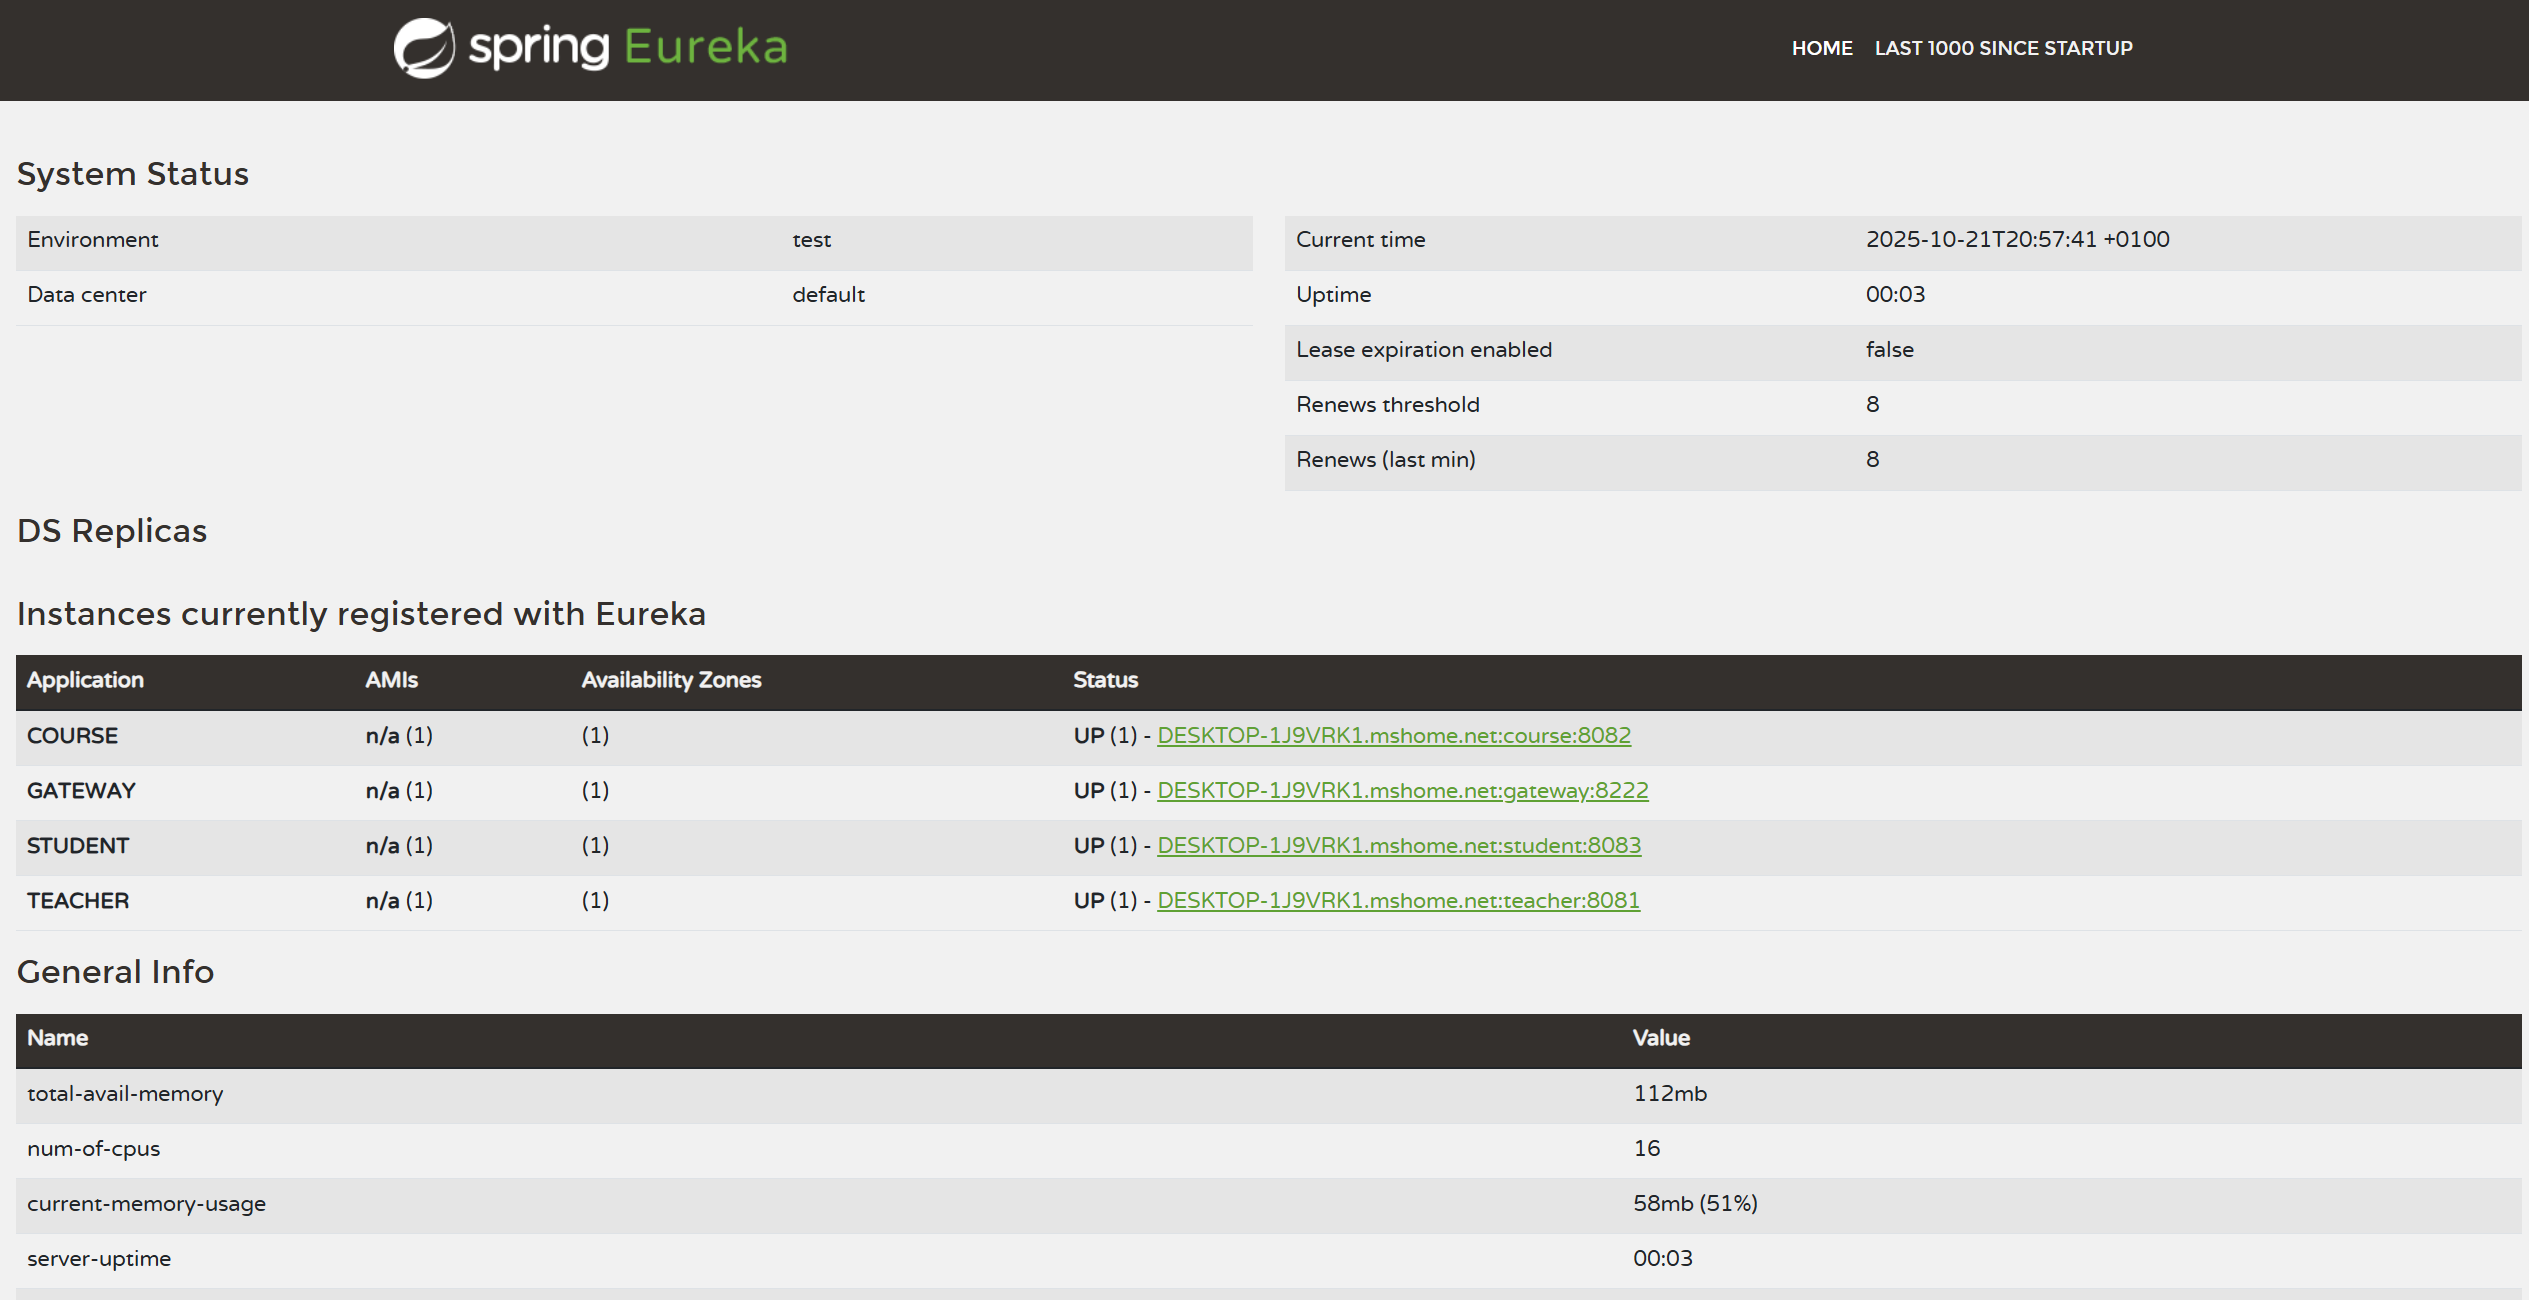 spring Eureka
HOME LAST 1000 SINCE STARTUP
System Status
Environment test
Data center default
Current time 2025-10-21T20:57:41 +0100
Uptime 00:03
Lease expiration enabled false
Renews threshold 8
Renews (last min) 8
DS Replicas
Instances currently registered with Eureka
Application AMIs Availability Zones Status
COURSE n/a (1) (1) UP (1) - DESKTOP-1J9VRK1.mshome.net:course:8082
GATEWAY n/a (1) (1) UP (1) - DESKTOP-1J9VRK1.mshome.net:gateway:8222
STUDENT n/a (1) (1) UP (1) - DESKTOP-1J9VRK1.mshome.net:student:8083
TEACHER n/a (1) (1) UP (1) - DESKTOP-1J9VRK1.mshome.net:teacher:8081
General Info
Name Value
total-avail-memory 112mb
num-of-cpus 16
current-memory-usage 58mb (51%)
server-uptime 00:03